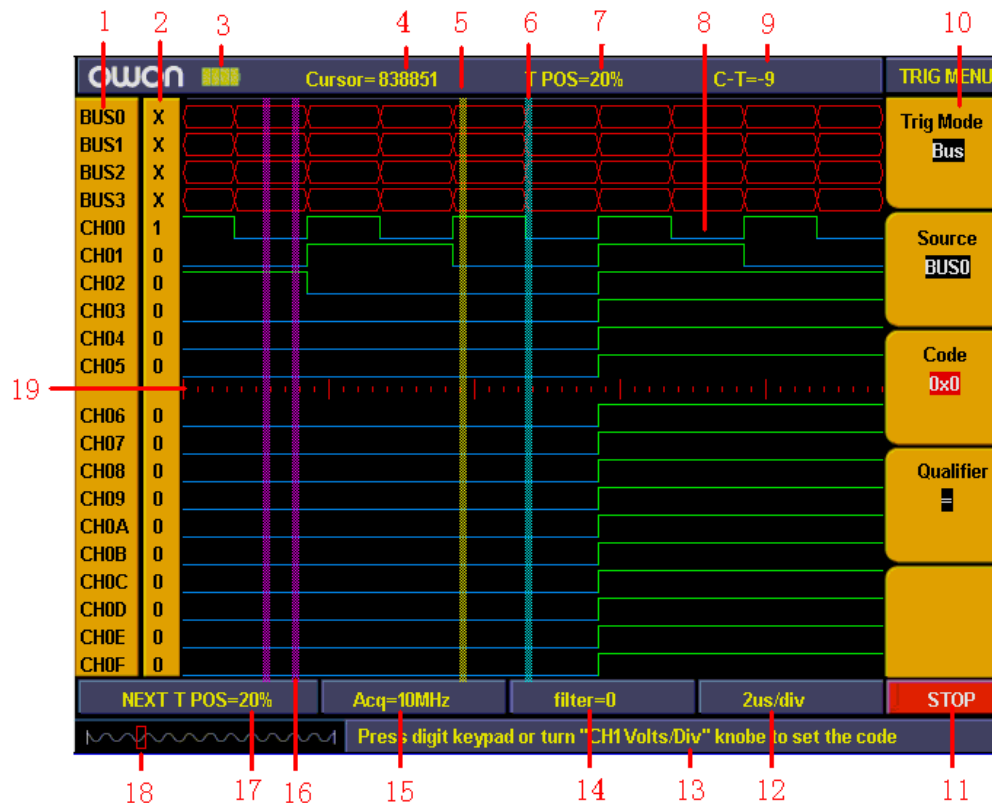 1 2 3 4 5 6 7 8 9 10
owon Cursor=838851 T POS=20% C-T=-9 TRIG MENU
BUS0 X
BUS1 X
BUS2 X
BUS3 X
CH00 1
CH01 0
CH02 0
CH03 0
CH04 0
CH05 0
19
CH06 0
CH07 0
CH08 0
CH09 0
CH0A 0
CH0B 0
CH0C 0
CH0D 0
CH0E 0
CH0F 0
Trig Mode
Bus
Source
BUS0
Code
0x0
Qualifier
=
NEXT T POS=20% Acq=10MHz filter=0 2us/div STOP
Press digit keypad or turn "CH1 Volts/Div" knobe to set the code
18 17 16 15 14 13 12 11